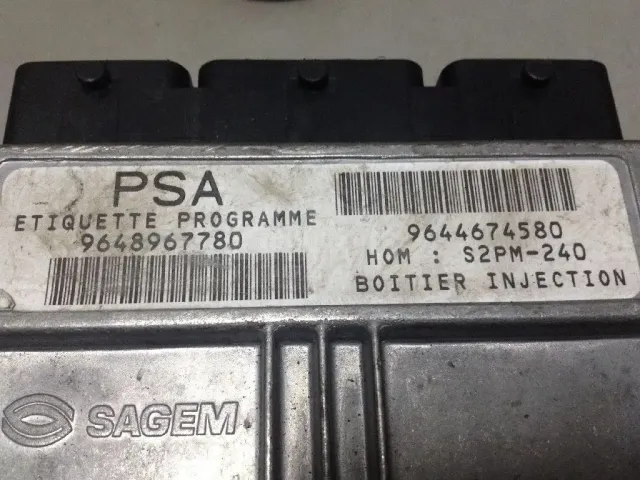 PSA
ETIQUETTE PROGRAMME
9648967780
9644674580
HOM : S2PM-240
BOITIER INJECTION
SAGEM